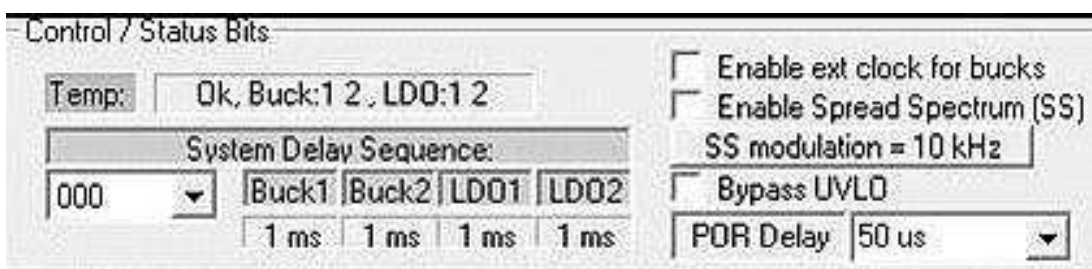 Control / Status Bits
Temp: Ok, Buck:1 2 , LDO:1 2
System Delay Sequence:
000
Buck1 Buck2 LDO1 LDO2
1 ms 1 ms 1 ms 1 ms
Enable ext clock for bucks
Enable Spread Spectrum (SS)
SS modulation = 10 kHz
Bypass UVLO
POR Delay 50 us